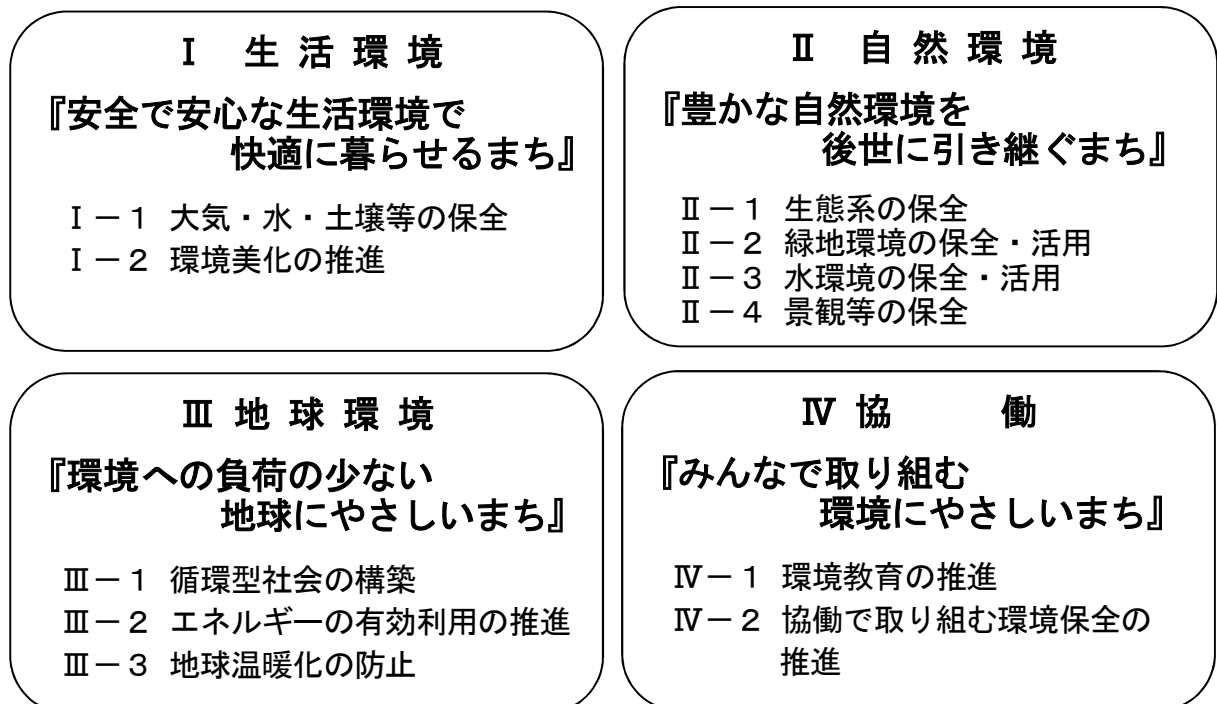 Ⅰ 生 活 環 境
『安全で安心な生活環境で
快適に暮らせるまち』
Ⅰ－１ 大気・水・土壌等の保全
Ⅰ－２ 環境美化の推進
Ⅱ 自 然 環 境
『豊かな自然環境を
後世に引き継ぐまち』
Ⅱ－１ 生態系の保全
Ⅱ－２ 緑地環境の保全・活用
Ⅱ－３ 水環境の保全・活用
Ⅱ－４ 景観等の保全
Ⅲ 地 球 環 境
『環境への負荷の少ない
地球にやさしいまち』
Ⅲ－１ 循環型社会の構築
Ⅲ－２ エネルギーの有効利用の推進
Ⅲ－３ 地球温暖化の防止
Ⅳ 協 働
『みんなで取り組む
環境にやさしいまち』
Ⅳ－１ 環境教育の推進
Ⅳ－２ 協働で取り組む環境保全の
推進